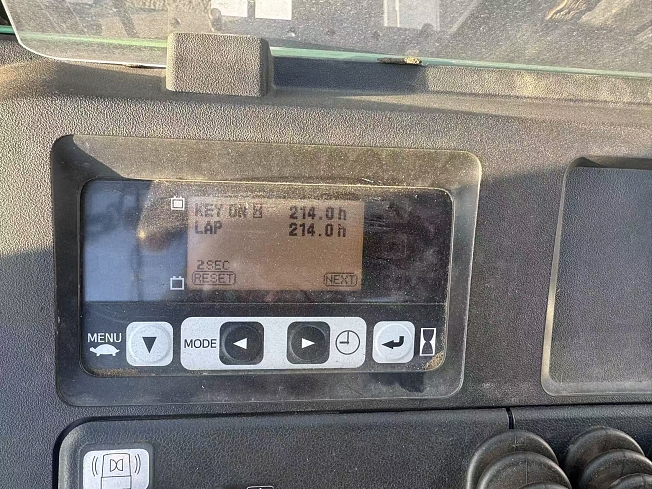 KEY ON 214.0h
LAP 214.0h
2SEC
RESET NEXT
MENU
MODE